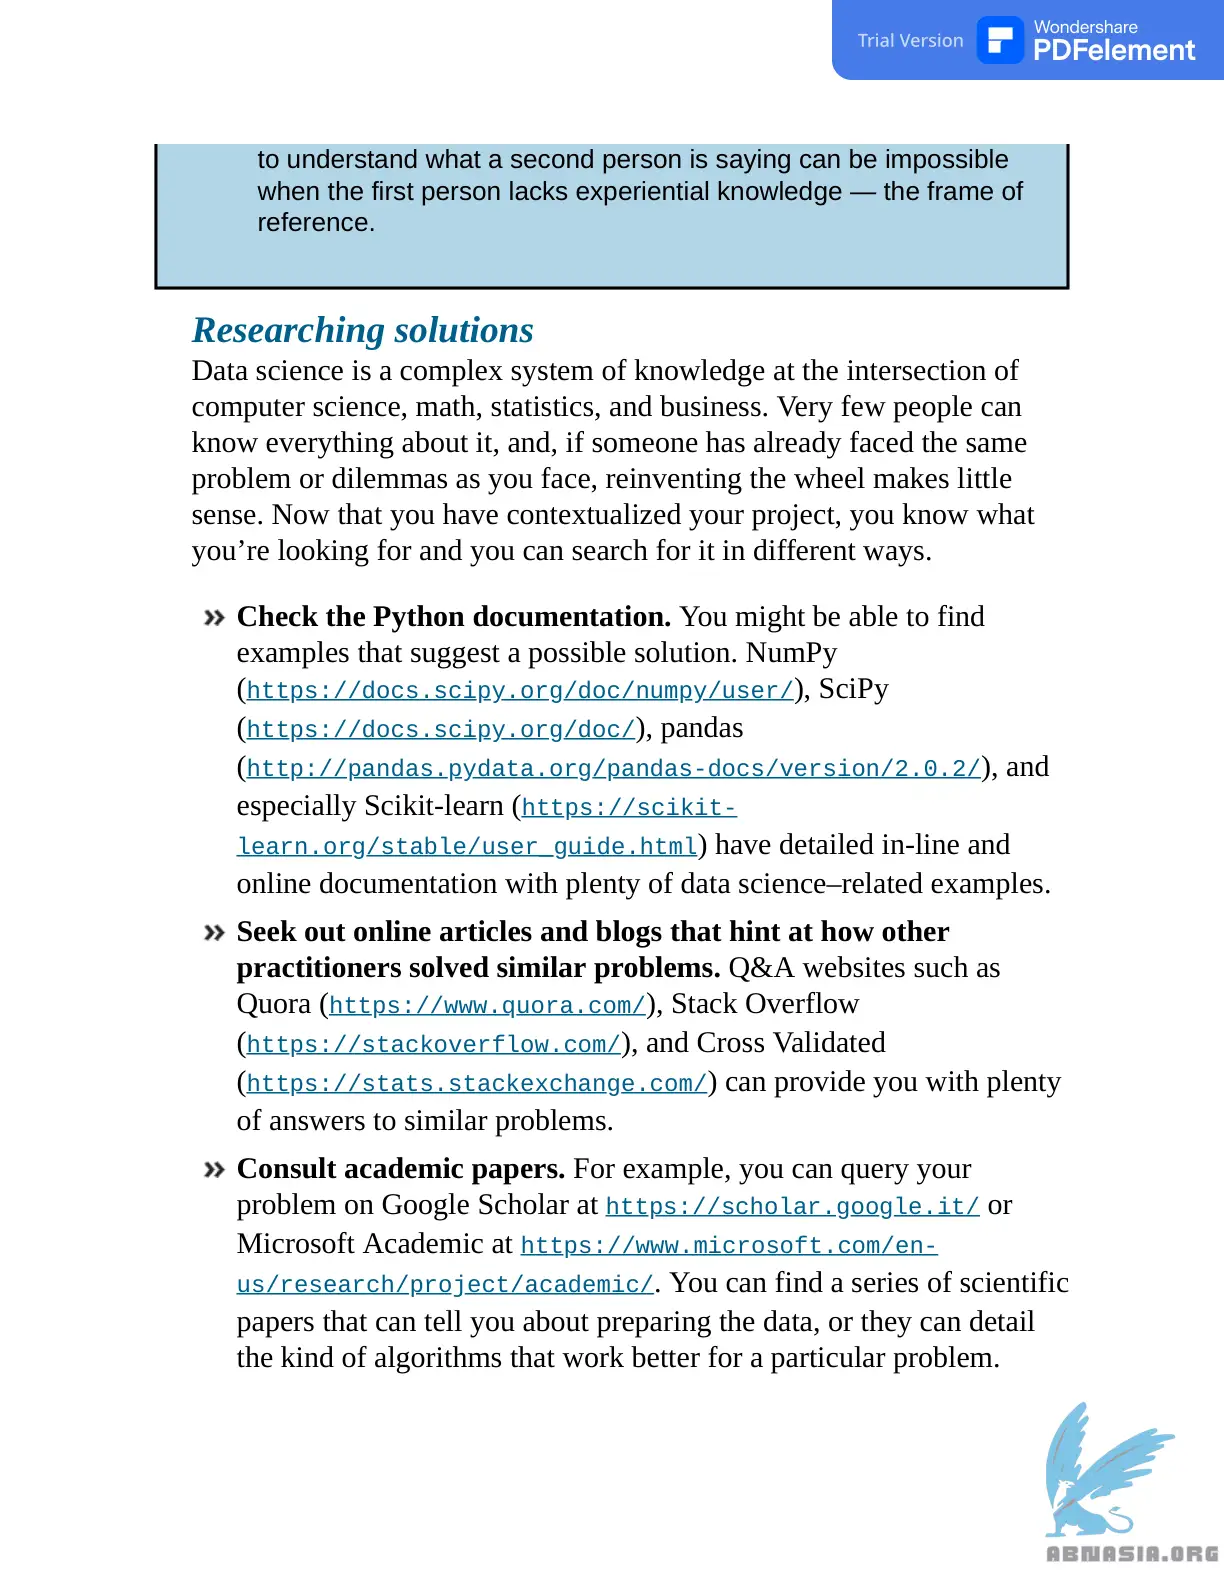 Trial Version
Wondershare
PDFelement
to understand what a second person is saying can be impossible
when the first person lacks experiential knowledge — the frame of
reference.
Researching solutions
Data science is a complex system of knowledge at the intersection of
computer science, math, statistics, and business. Very few people can
know everything about it, and, if someone has already faced the same
problem or dilemmas as you face, reinventing the wheel makes little
sense. Now that you have contextualized your project, you know what
you’re looking for and you can search for it in different ways.
» Check the Python documentation. You might be able to find
examples that suggest a possible solution. NumPy
(https://docs.scipy.org/doc/numpy/user/), SciPy
(https://docs.scipy.org/doc/), pandas
(http://pandas.pydata.org/pandas-docs/version/2.0.2/), and
especially Scikit-learn (https://scikit-
learn.org/stable/user_guide.html) have detailed in-line and
online documentation with plenty of data science–related examples.
» Seek out online articles and blogs that hint at how other
practitioners solved similar problems. Q&A websites such as
Quora (https://www.quora.com/), Stack Overflow
(https://stackoverflow.com/), and Cross Validated
(https://stats.stackexchange.com/) can provide you with plenty
of answers to similar problems.
» Consult academic papers. For example, you can query your
problem on Google Scholar at https://scholar.google.it/ or
Microsoft Academic at https://www.microsoft.com/en-
us/research/project/academic/. You can find a series of scientific
papers that can tell you about preparing the data, or they can detail
the kind of algorithms that work better for a particular problem.
ABNASIA.ORG